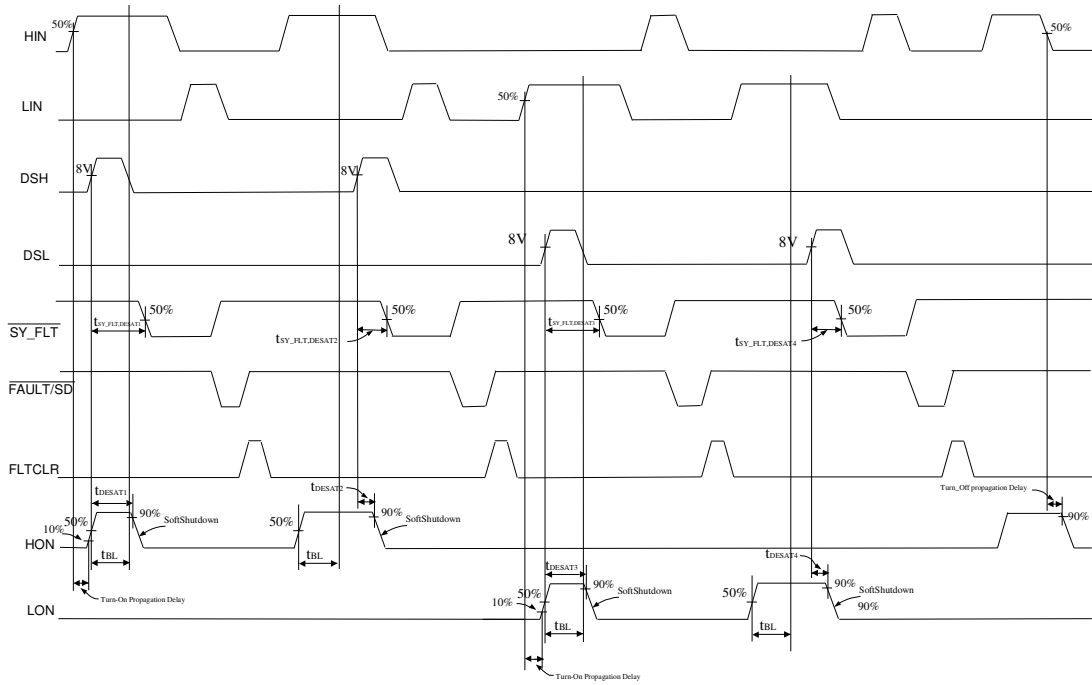 HIN 50% 50%
LIN 50%
DSH 8V 8V
DSL 8V 8V
SY_FLT 50% 50% 50% 50%
tSY_FLT,DESAT1 tSY_FLT,DESAT2 tSY_FLT,DESAT3 tSY_FLT,DESAT4
FAULT/SD
FLTCLR
tDESAT1 tDESAT2 Turn_Off propagation Delay
50% 90% SoftShutdown 50% 90% SoftShutdown 90%
10%
HON
tBL tBL
tDESAT3 tDESAT4
Turn-On Propagation Delay
50% 90% SoftShutdown 50% 90% SoftShutdown
10% 90%
LON
tBL tBL
Turn-On Propagation Delay